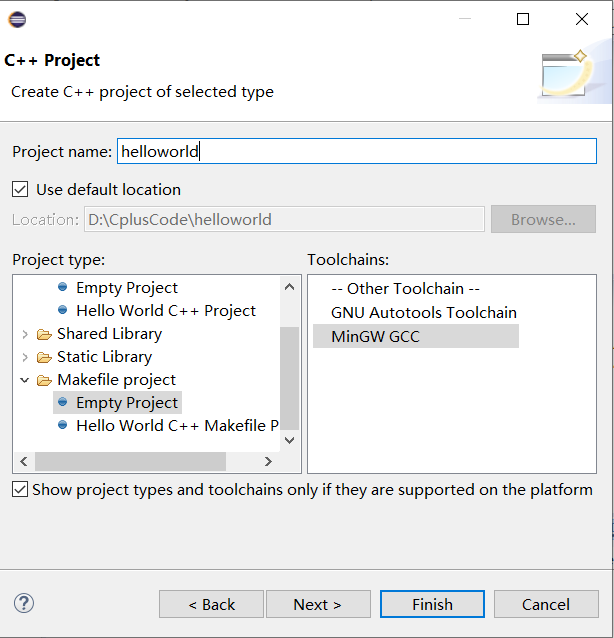 C++ Project
Create C++ project of selected type
Project name: helloworld
Use default location
Location: D:\CplusCode\helloworld Browse...
Project type: Toolchains:
Empty Project
Hello World C++ Project
Shared Library
Static Library
Makefile project
Empty Project
Hello World C++ Makefile P
-- Other Toolchain --
GNU Autotools Toolchain
MinGW GCC
Show project types and toolchains only if they are supported on the platform
? < Back Next > Finish Cancel